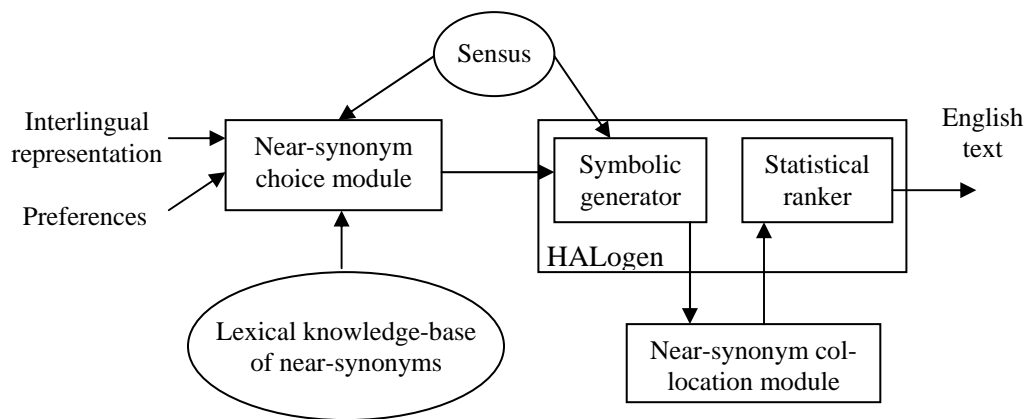 Sensus
Interlingual
representation
Preferences
Near-synonym
choice module
Symbolic
generator
Statistical
ranker
English
text
HALogen
Lexical knowledge-base
of near-synonyms
Near-synonym col-
location module